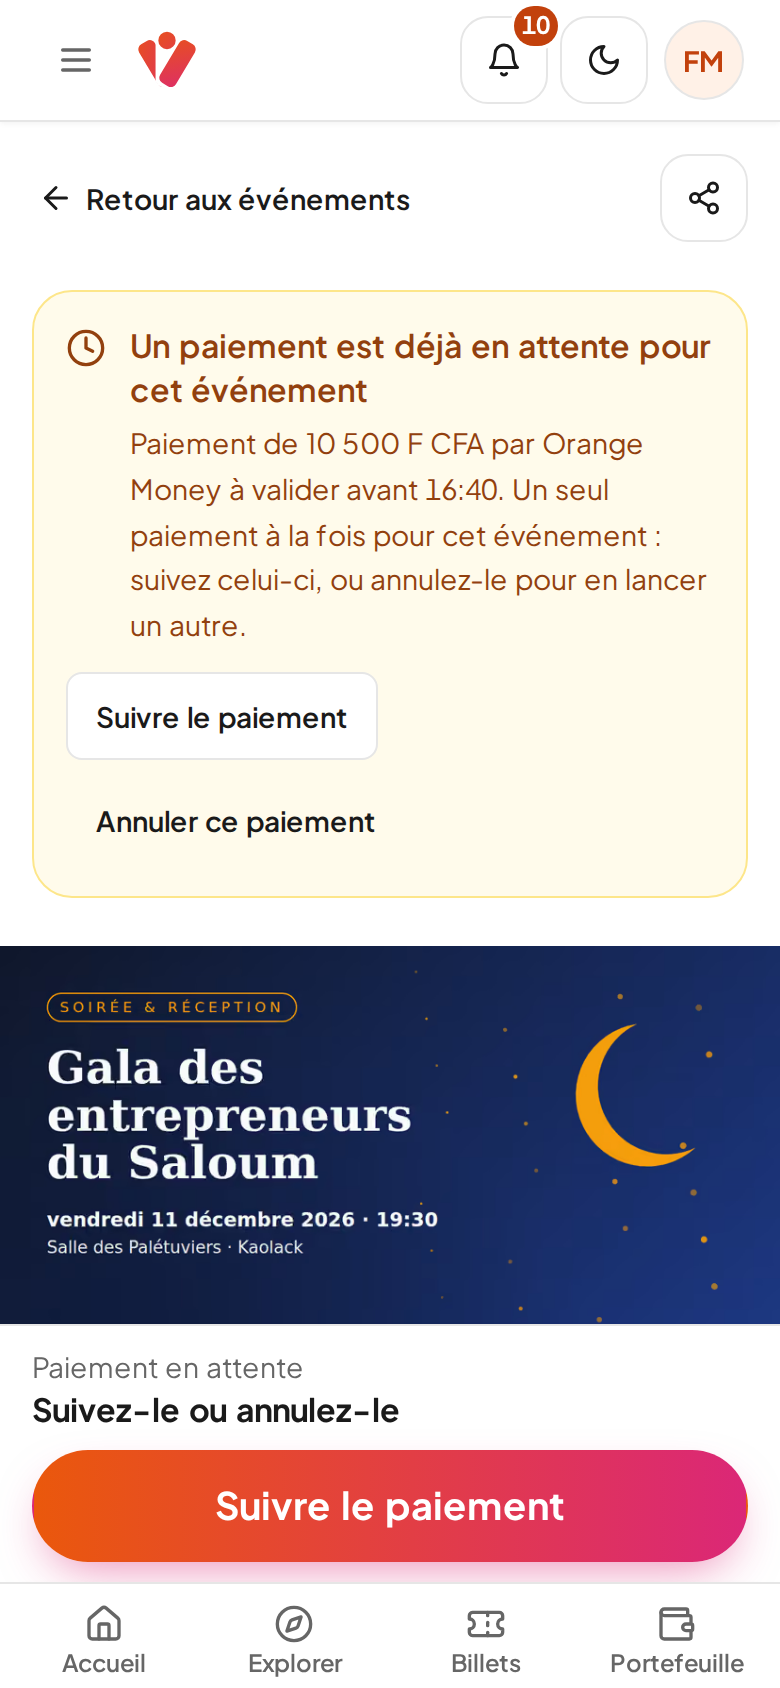 10
FM
Retour aux événements
Un paiement est déjà en attente pour
cet événement
Paiement de 10 500 F CFA par Orange
Money à valider avant 16:40. Un seul
paiement à la fois pour cet événement :
suivez celui-ci, ou annulez-le pour en lancer
un autre.
Suivre le paiement
Annuler ce paiement
SOIRÉE & RÉCEPTION
Gala des
entrepreneurs
du Saloum
vendredi 11 décembre 2026 · 19:30
Salle des Palétuviers · Kaolack
Paiement en attente
Suivez-le ou annulez-le
Suivre le paiement
Accueil
Explorer
Billets
Portefeuille